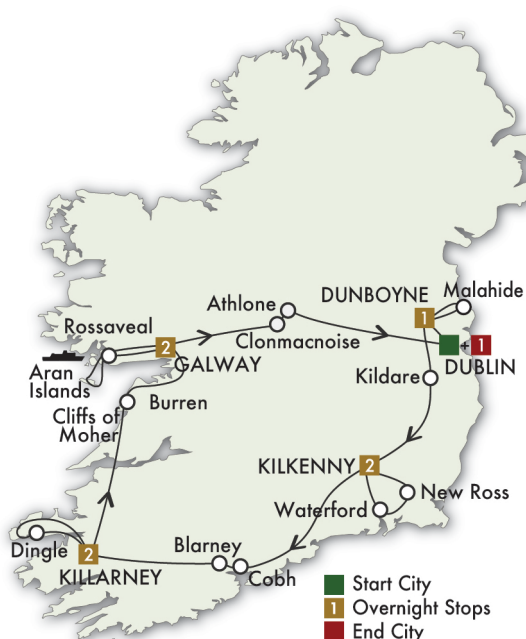 Malahide
DUNBOYNE
1
Athlone
Rossaveal
Clonmacnoise
2
GALWAY
+ 1
DUBLIN
Aran
Islands
Kildare
Cliffs of
Moher
Burren
KILKENNY 2
New Ross
Waterford
Dingle
2
KILLARNEY
Blarney
Cobh
Start City
1 Overnight Stops
End City